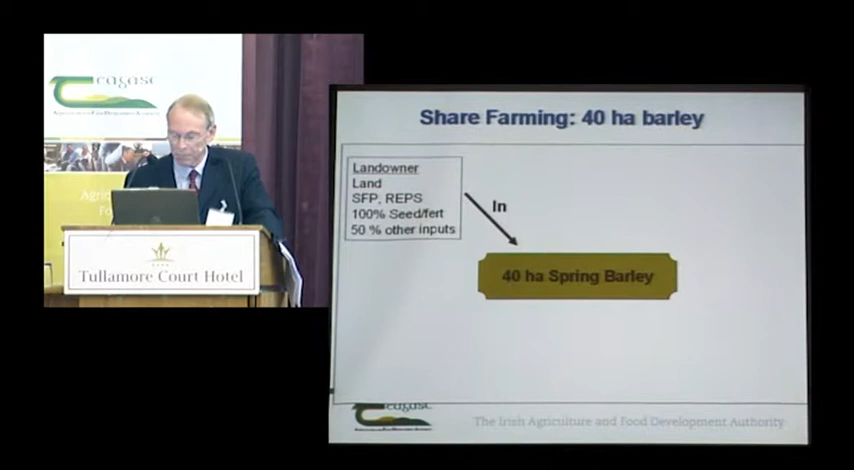 Teagasc
Tullamore Court Hotel
Share Farming: 40 ha barley
Landowner
Land
SFP, REPS
100% Seed/fert
50 % other inputs
In
40 ha Spring Barley
Teagasc
The Irish Agriculture and Food Development Authority